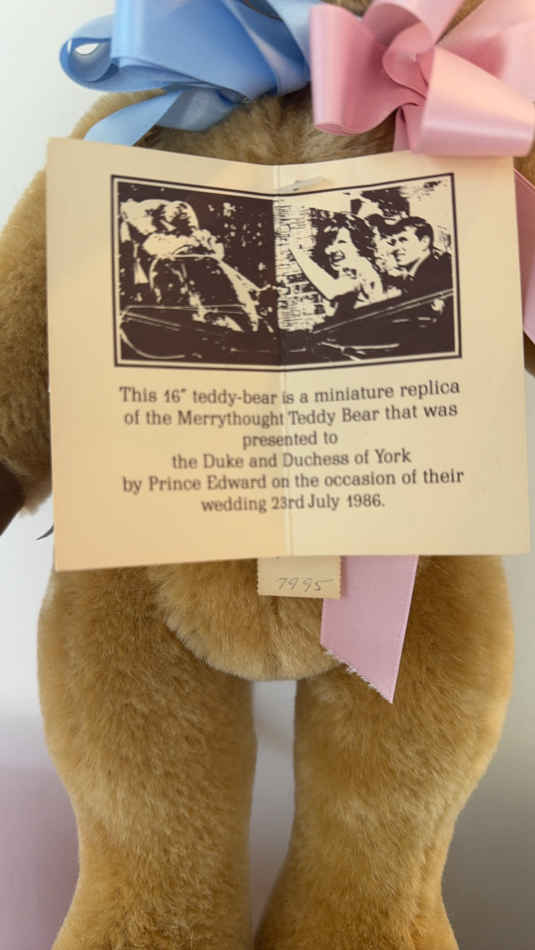 This 16″ teddy-bear is a miniature replica
of the Merrythought Teddy Bear that was
presented to
the Duke and Duchess of York
by Prince Edward on the occasion of their
wedding 23rd July 1986.
7995